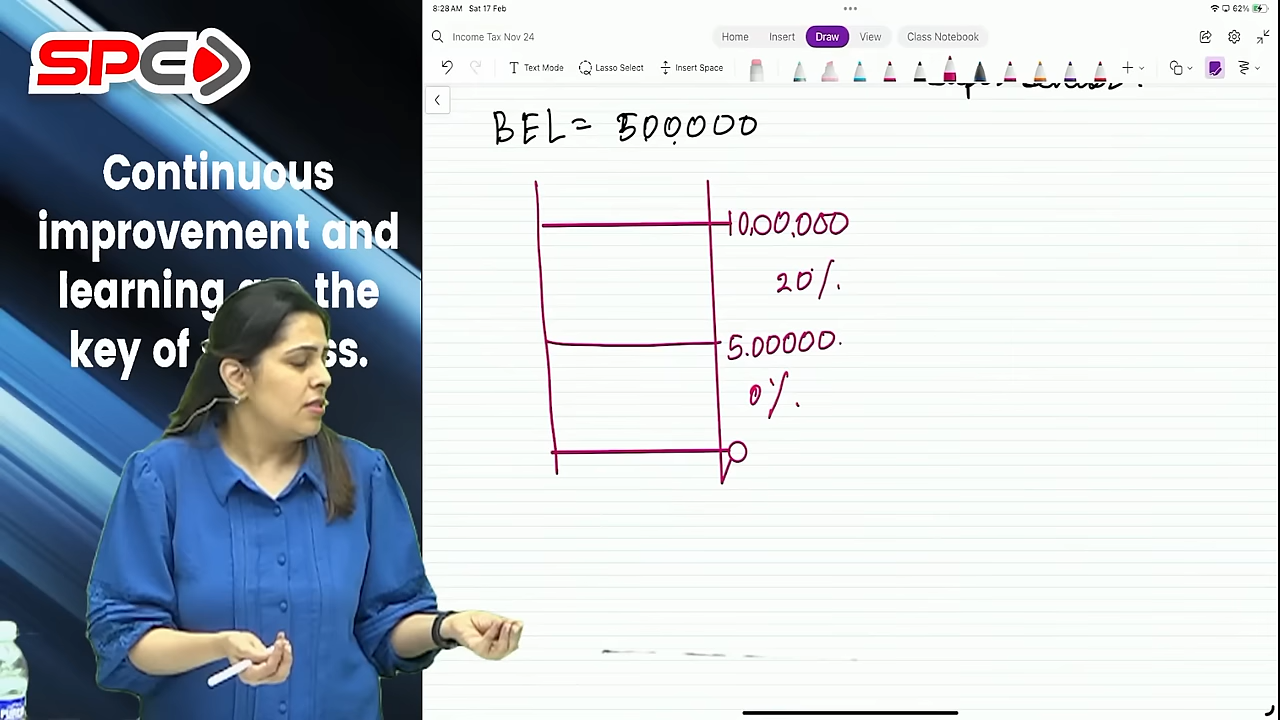 SPE
Continuous
improvement and
learning the
key of
8:28AM Sat 17 Feb
62%
Income Tax Nov 24
Home Insert Draw View Class Notebook
Text Mode Lasso Select Insert Space
BEL = 500000
10,00,000
20%.
5.00000.
0%.
0